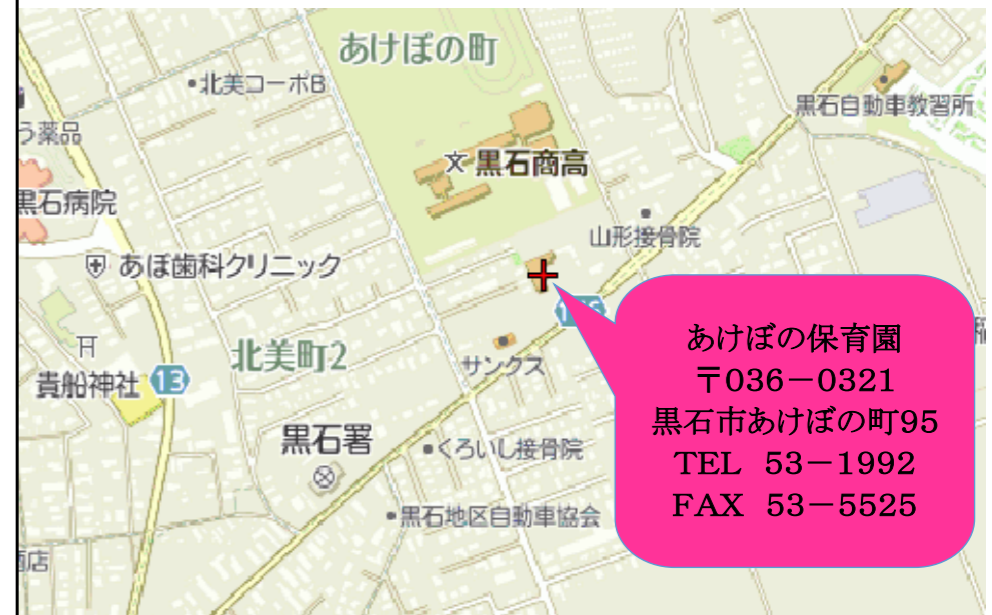 あけぼの町
北美コーポB
黒石自動車教習所
う薬品
文 黒石商高
黒石病院
山形接骨院
あぼ歯科クリニック
北美町2
サンクス
貴船神社 13
黒石署
くろいし接骨院
黒石地区自動車協会
酒店
あけぼの保育園
〒036－0321
黒石市あけぼの町95
TEL 53－1992
FAX 53－5525